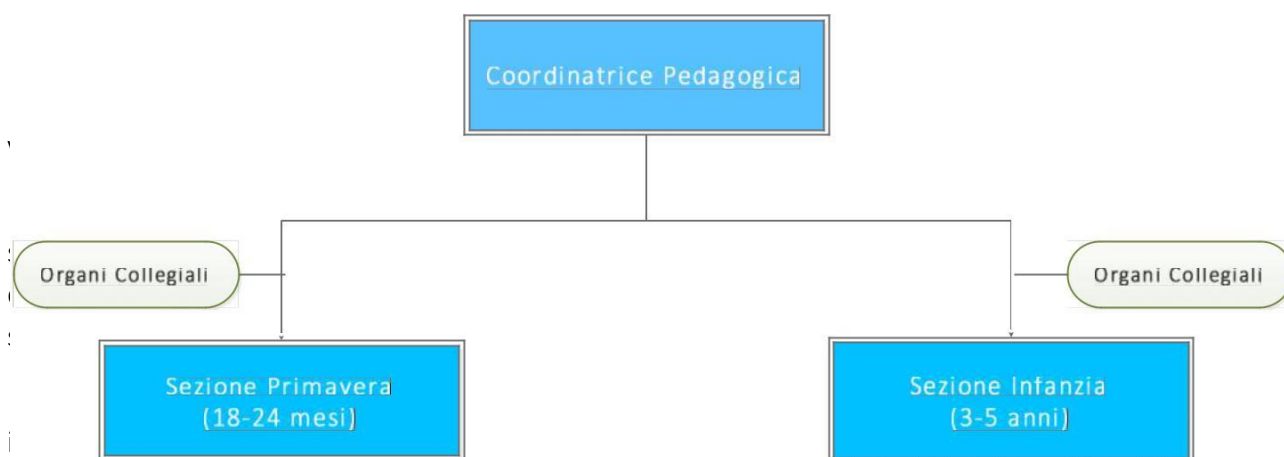 Coordinatrice Pedagogica
Organi Collegiali
Organi Collegiali
Sezione Primavera
(18-24 mesi)
Sezione Infanzia
(3-5 anni)